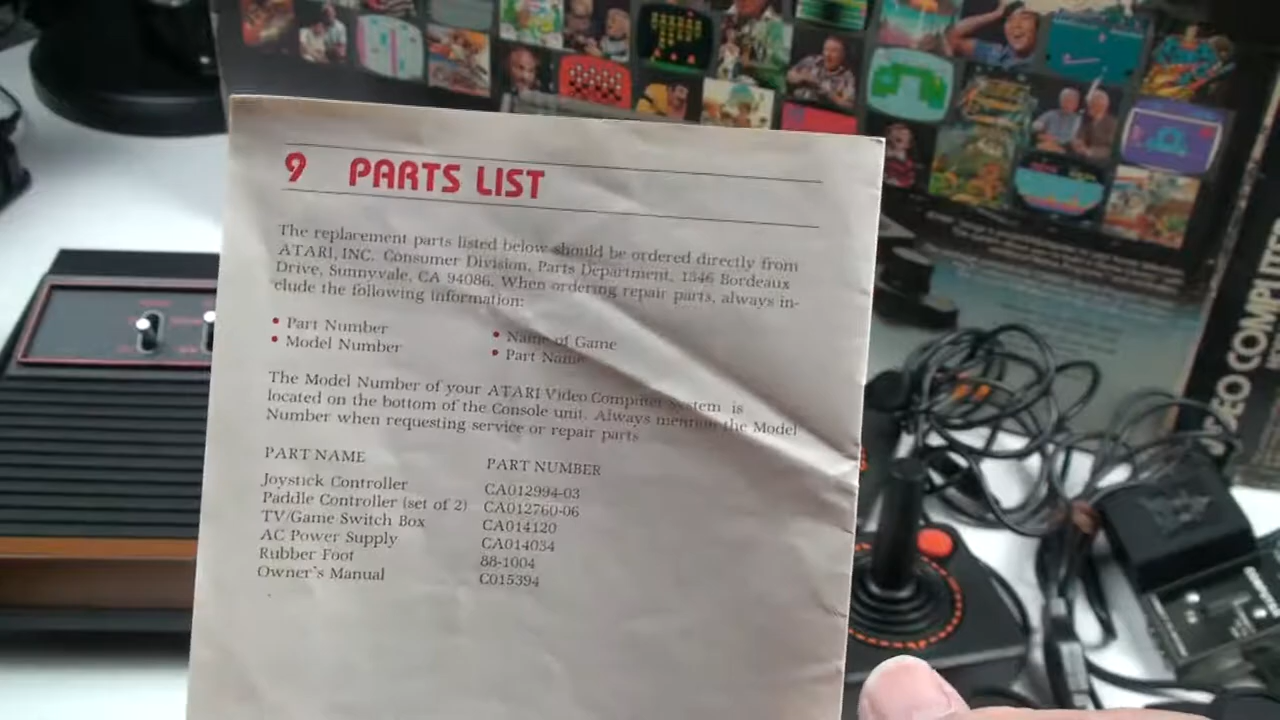 9 PARTS LIST
The replacement parts listed below should be ordered directly from
ATARI, INC. Consumer Division, Parts Department, 1346 Bordeaux
Drive, Sunnyvale, CA 94086. When ordering repair parts, always in-
clude the following information:
• Part Number
• Model Number
• Name of Game
• Part Name
The Model Number of your ATARI Video Computer System is
located on the bottom of the Console unit. Always mention the Model
Number when requesting service or repair parts
PART NAME PART NUMBER
Joystick Controller CA012994-03
Paddle Controller (set of 2) CA012760-06
TV/Game Switch Box CA014120
AC Power Supply CA014034
Rubber Foot 88-1004
Owner's Manual C015394
VIDEO COMPUTER